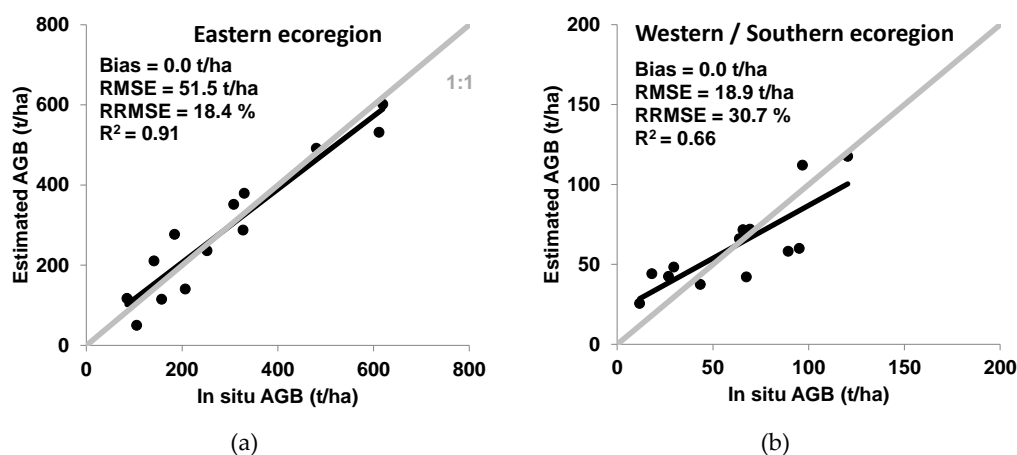 Eastern ecoregion
Bias = 0.0 t/ha
RMSE = 51.5 t/ha
RRMSE = 18.4 %
R² = 0.91
1:1
800
600
400
200
0
Estimated AGB (t/ha)
0 200 400 600 800
In situ AGB (t/ha)
(a)
Western / Southern ecoregion
Bias = 0.0 t/ha
RMSE = 18.9 t/ha
RRMSE = 30.7 %
R² = 0.66
200
150
100
50
0
Estimated AGB (t/ha)
0 50 100 150 200
In situ AGB (t/ha)
(b)